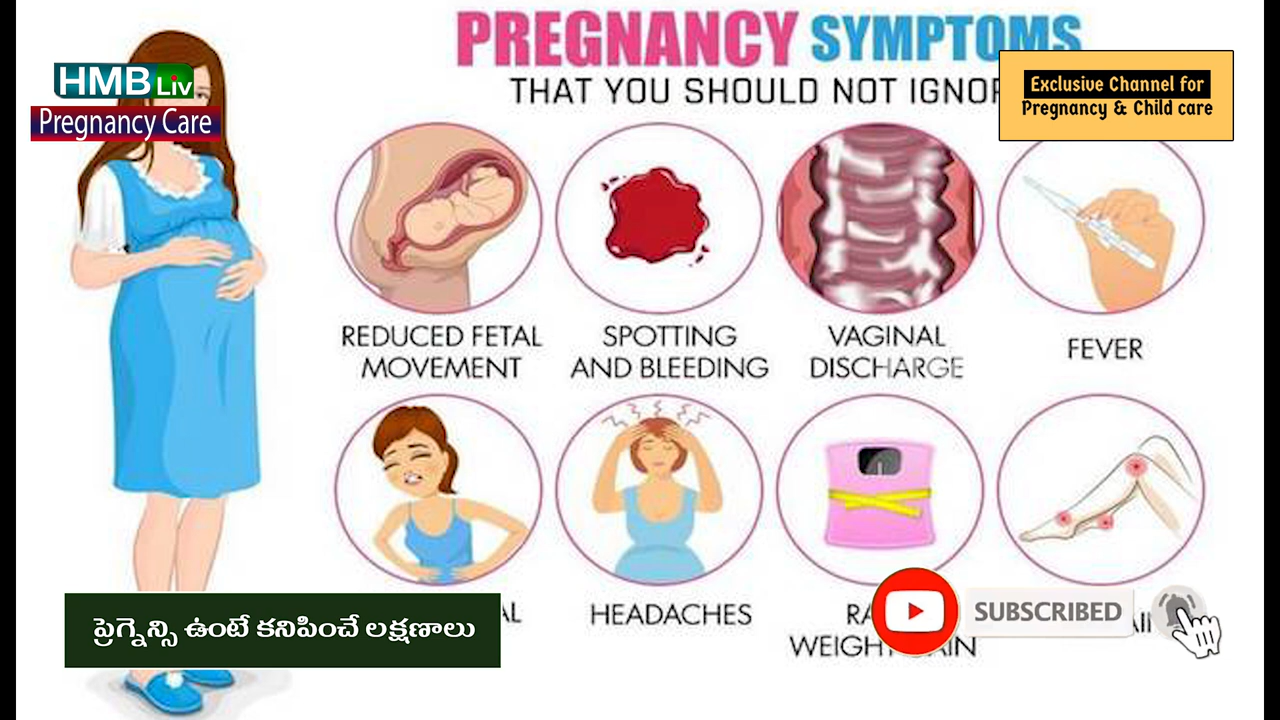 PREGNANCY SYMPTOMS
THAT YOU SHOULD NOT
HMB Liv
Pregnancy Care
Exclusive Channel for
Pregnancy & Child care
REDUCED FETAL
MOVEMENT
SPOTTING
AND BLEEDING
VAGINAL
DISCHARGE
FEVER
HEADACHES
WEIGHT
SUBSCRIBED
ప్రెగ్నెన్సి ఉంటే కనిపించే లక్షణాలు